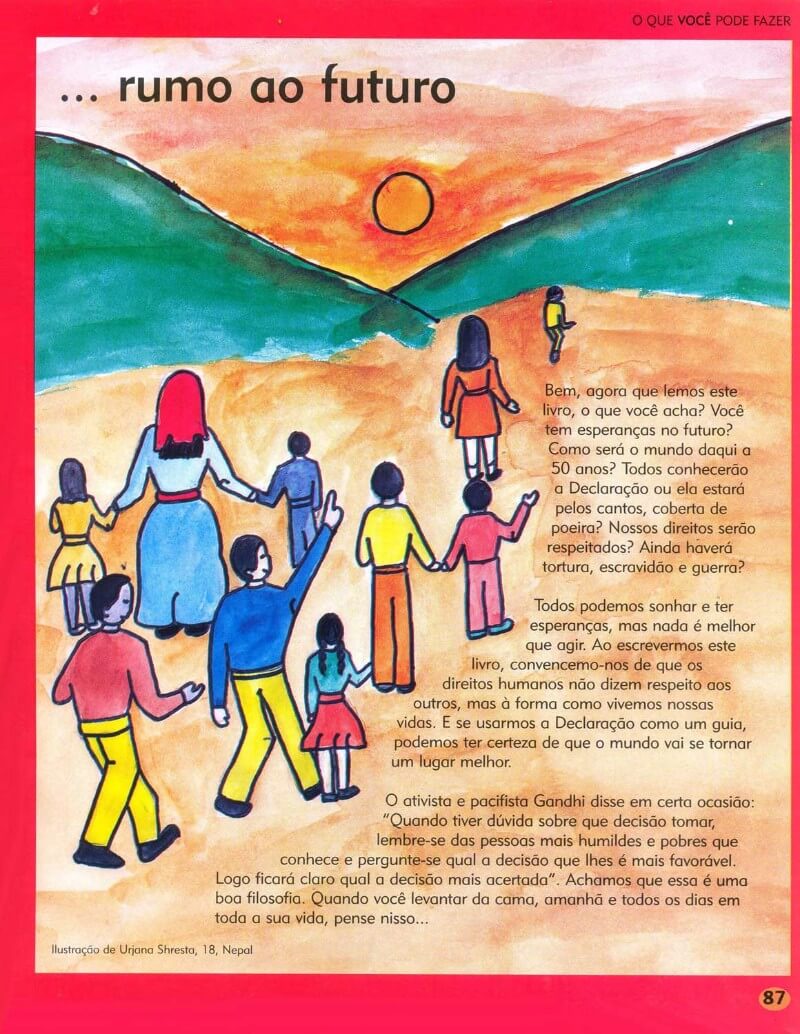 O QUE VOCÊ PODE FAZER
... rumo ao futuro
Bem, agora que lemos este
livro, o que você acha? Você
tem esperanças no futuro?
Como será o mundo daqui a
50 anos? Todos conhecerão
a Declaração ou ela estará
pelos cantos, coberta de
poeira? Nossos direitos serão
respeitados? Ainda haverá
tortura, escravidão e guerra?
Todos podemos sonhar e ter
esperanças, mas nada é melhor
que agir. Ao escrevermos este
livro, convencemo-nos de que os
direitos humanos não dizem respeito aos
outros, mas à forma como vivemos nossas
vidas. E se usarmos a Declaração como um guia,
podemos ter certeza de que o mundo vai se tornar
um lugar melhor.
O ativista e pacifista Gandhi disse em certa ocasião:
“Quando tiver dúvida sobre que decisão tomar,
lembre-se das pessoas mais humildes e pobres que
conhece e pergunte-se qual a decisão que lhes é mais favorável.
Logo ficará claro qual a decisão mais acertada”. Achamos que essa é uma
boa filosofia. Quando você levantar da cama, amanhã e todos os dias em
toda a sua vida, pense nisso...
Ilustração de Urjana Shresta, 18, Nepal
87